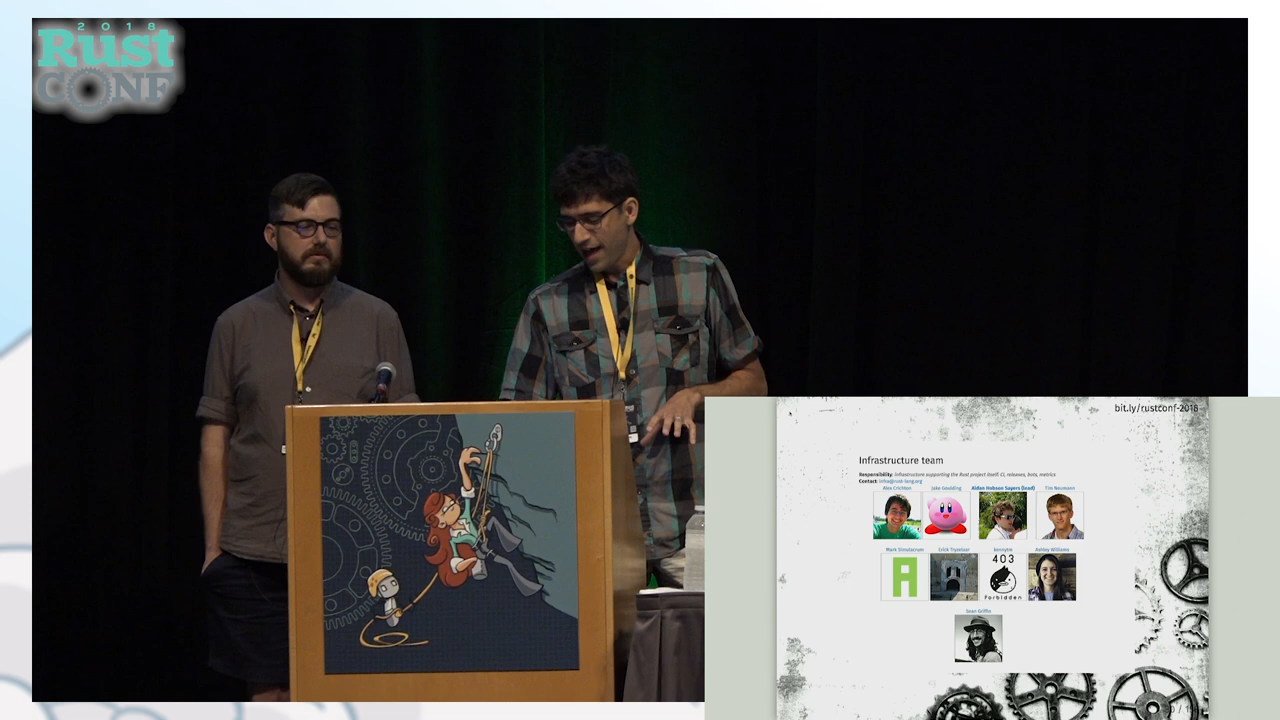 2018
Rust
CONF
bit.ly/rustconf-2018
Infrastructure team
Responsibility: infrastructure supporting the Rust project itself: CI, releases, bots, metrics
Contact: infra@rust-lang.org
Alex Crichton
Jake Goulding
Aidan Hobson Sayers (lead)
Tim Neumann
Mark Simulacrum
kennytm
Ashley Williams
403
Forbidden
Sean Griffin